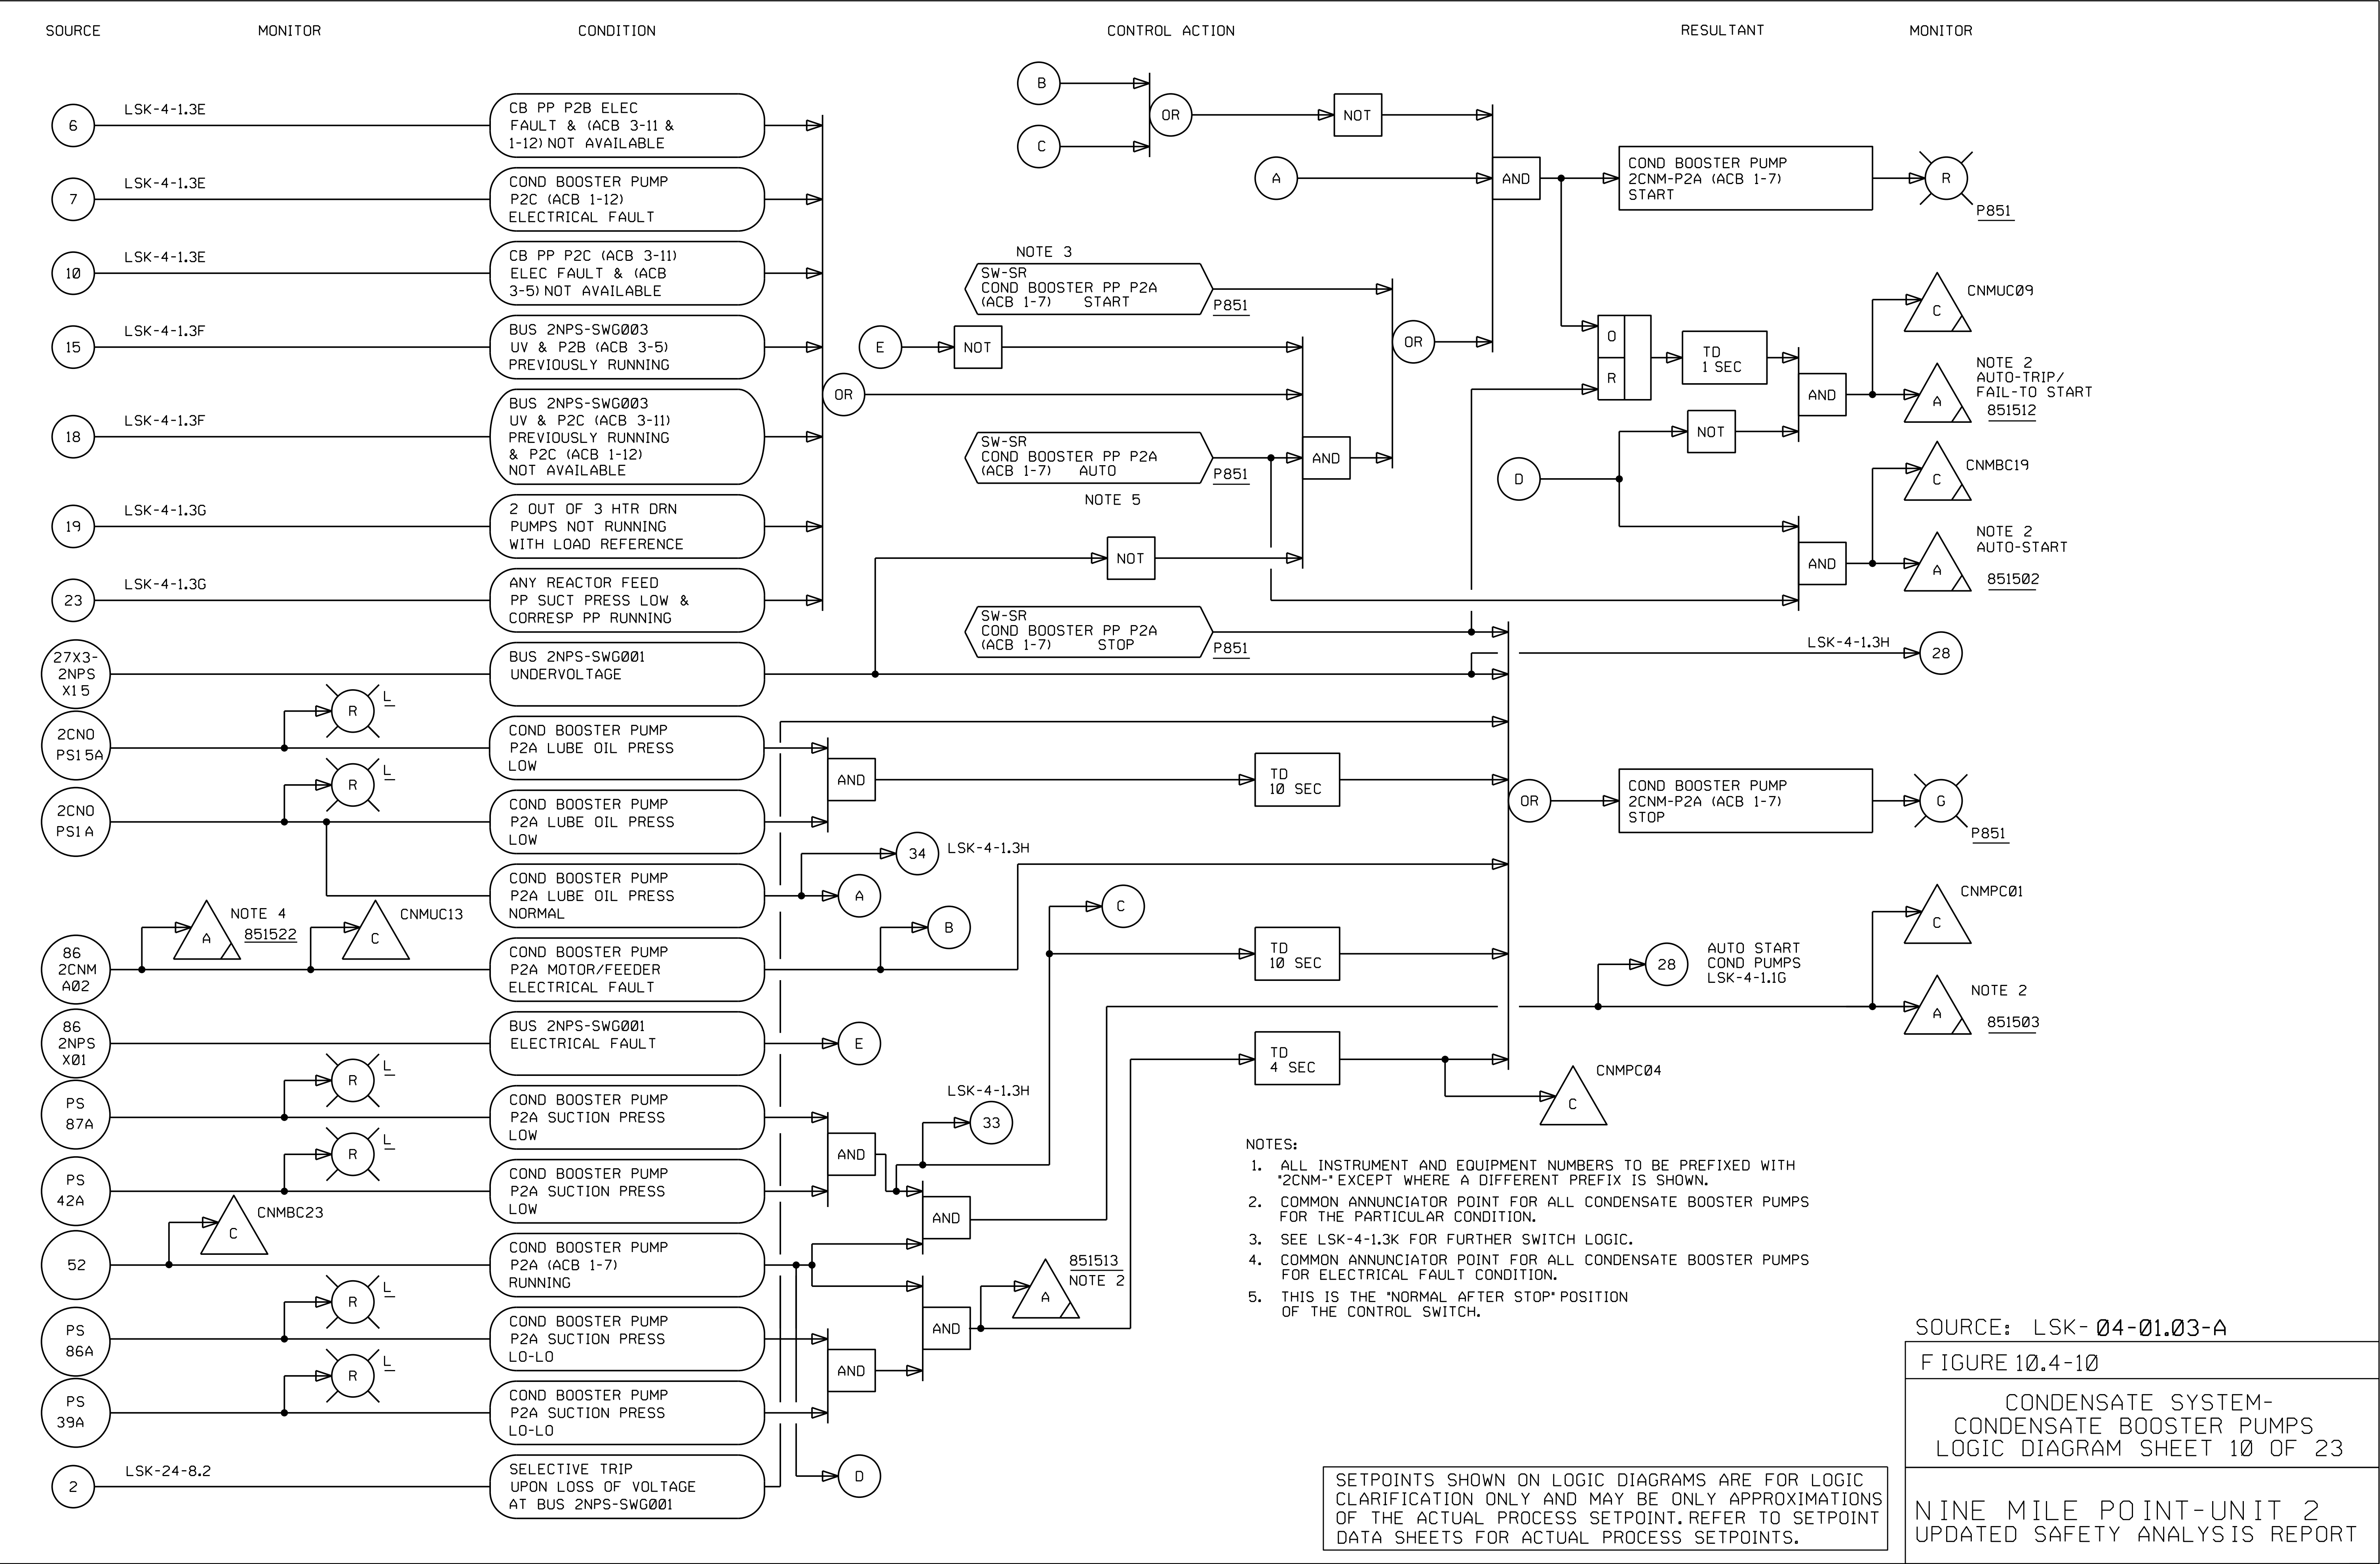 SOURCE
MONITOR
CONDITION
CONTROL ACTION
RESULTANT
MONITOR
6
LSK-4-1.3E
CB PP P2B ELEC
FAULT & (ACB 3-11 &
1-12) NOT AVAILABLE
7
LSK-4-1.3E
COND BOOSTER PUMP
P2C (ACB 1-12)
ELECTRICAL FAULT
10
LSK-4-1.3E
CB PP P2C (ACB 3-11)
ELEC FAULT & (ACB
3-5) NOT AVAILABLE
15
LSK-4-1.3F
BUS 2NPS-SWG003
UV & P2B (ACB 3-5)
PREVIOUSLY RUNNING
18
LSK-4-1.3F
BUS 2NPS-SWG003
UV & P2C (ACB 3-11)
PREVIOUSLY RUNNING
& P2C (ACB 1-12)
NOT AVAILABLE
19
LSK-4-1.3G
2 OUT OF 3 HTR DRN
PUMPS NOT RUNNING
WITH LOAD REFERENCE
23
LSK-4-1.3G
ANY REACTOR FEED
PP SUCT PRESS LOW &
CORRESP PP RUNNING
OR
27X3-
2NPS
X15
BUS 2NPS-SWG001
UNDERVOLTAGE
2CNO
PS15A
R
L
COND BOOSTER PUMP
P2A LUBE OIL PRESS
LOW
2CNO
PS1A
R
L
COND BOOSTER PUMP
P2A LUBE OIL PRESS
LOW
AND
COND BOOSTER PUMP
P2A LUBE OIL PRESS
NORMAL
34
LSK-4-1.3H
A
86
2CNM
A02
A
NOTE 4
851522
C
CNMUC13
COND BOOSTER PUMP
P2A MOTOR/FEEDER
ELECTRICAL FAULT
B
86
2NPS
X01
BUS 2NPS-SWG001
ELECTRICAL FAULT
E
PS
87A
R
L
COND BOOSTER PUMP
P2A SUCTION PRESS
LOW
PS
42A
R
L
COND BOOSTER PUMP
P2A SUCTION PRESS
LOW
AND
LSK-4-1.3H
33
AND
52
C
CNMBC23
COND BOOSTER PUMP
P2A (ACB 1-7)
RUNNING
PS
86A
R
L
COND BOOSTER PUMP
P2A SUCTION PRESS
LO-LO
PS
39A
R
L
COND BOOSTER PUMP
P2A SUCTION PRESS
LO-LO
AND
AND
A
851513
NOTE 2
2
LSK-24-8.2
SELECTIVE TRIP
UPON LOSS OF VOLTAGE
AT BUS 2NPS-SWG001
D
B
C
OR
NOT
A
AND
NOTE 3
SW-SR
COND BOOSTER PP P2A
(ACB 1-7) START
P851
E
NOT
OR
SW-SR
COND BOOSTER PP P2A
(ACB 1-7) AUTO
P851
NOTE 5
AND
NOT
SW-SR
COND BOOSTER PP P2A
(ACB 1-7) STOP
P851
TD
10 SEC
C
TD
10 SEC
TD
4 SEC
C
CNMPC04
OR
COND BOOSTER PUMP
2CNM-P2A (ACB 1-7)
START
R
P851
O
R
TD
1 SEC
AND
NOT
C
CNMUC09
A
NOTE 2
AUTO-TRIP/
FAIL-TO START
851512
D
AND
C
CNMBC19
A
NOTE 2
AUTO-START
851502
LSK-4-1.3H
28
COND BOOSTER PUMP
2CNM-P2A (ACB 1-7)
STOP
G
P851
28
AUTO START
COND PUMPS
LSK-4-1.1G
C
CNMPC01
A
NOTE 2
851503
NOTES:
1. ALL INSTRUMENT AND EQUIPMENT NUMBERS TO BE PREFIXED WITH
"2CNM-" EXCEPT WHERE A DIFFERENT PREFIX IS SHOWN.
2. COMMON ANNUNCIATOR POINT FOR ALL CONDENSATE BOOSTER PUMPS
FOR THE PARTICULAR CONDITION.
3. SEE LSK-4-1.3K FOR FURTHER SWITCH LOGIC.
4. COMMON ANNUNCIATOR POINT FOR ALL CONDENSATE BOOSTER PUMPS
FOR ELECTRICAL FAULT CONDITION.
5. THIS IS THE "NORMAL AFTER STOP" POSITION
OF THE CONTROL SWITCH.
SETPOINTS SHOWN ON LOGIC DIAGRAMS ARE FOR LOGIC
CLARIFICATION ONLY AND MAY BE ONLY APPROXIMATIONS
OF THE ACTUAL PROCESS SETPOINT. REFER TO SETPOINT
DATA SHEETS FOR ACTUAL PROCESS SETPOINTS.
SOURCE: LSK-04-01.03-A
FIGURE 10.4-10
CONDENSATE SYSTEM-
CONDENSATE BOOSTER PUMPS
LOGIC DIAGRAM SHEET 10 OF 23
NINE MILE POINT-UNIT 2
UPDATED SAFETY ANALYSIS REPORT